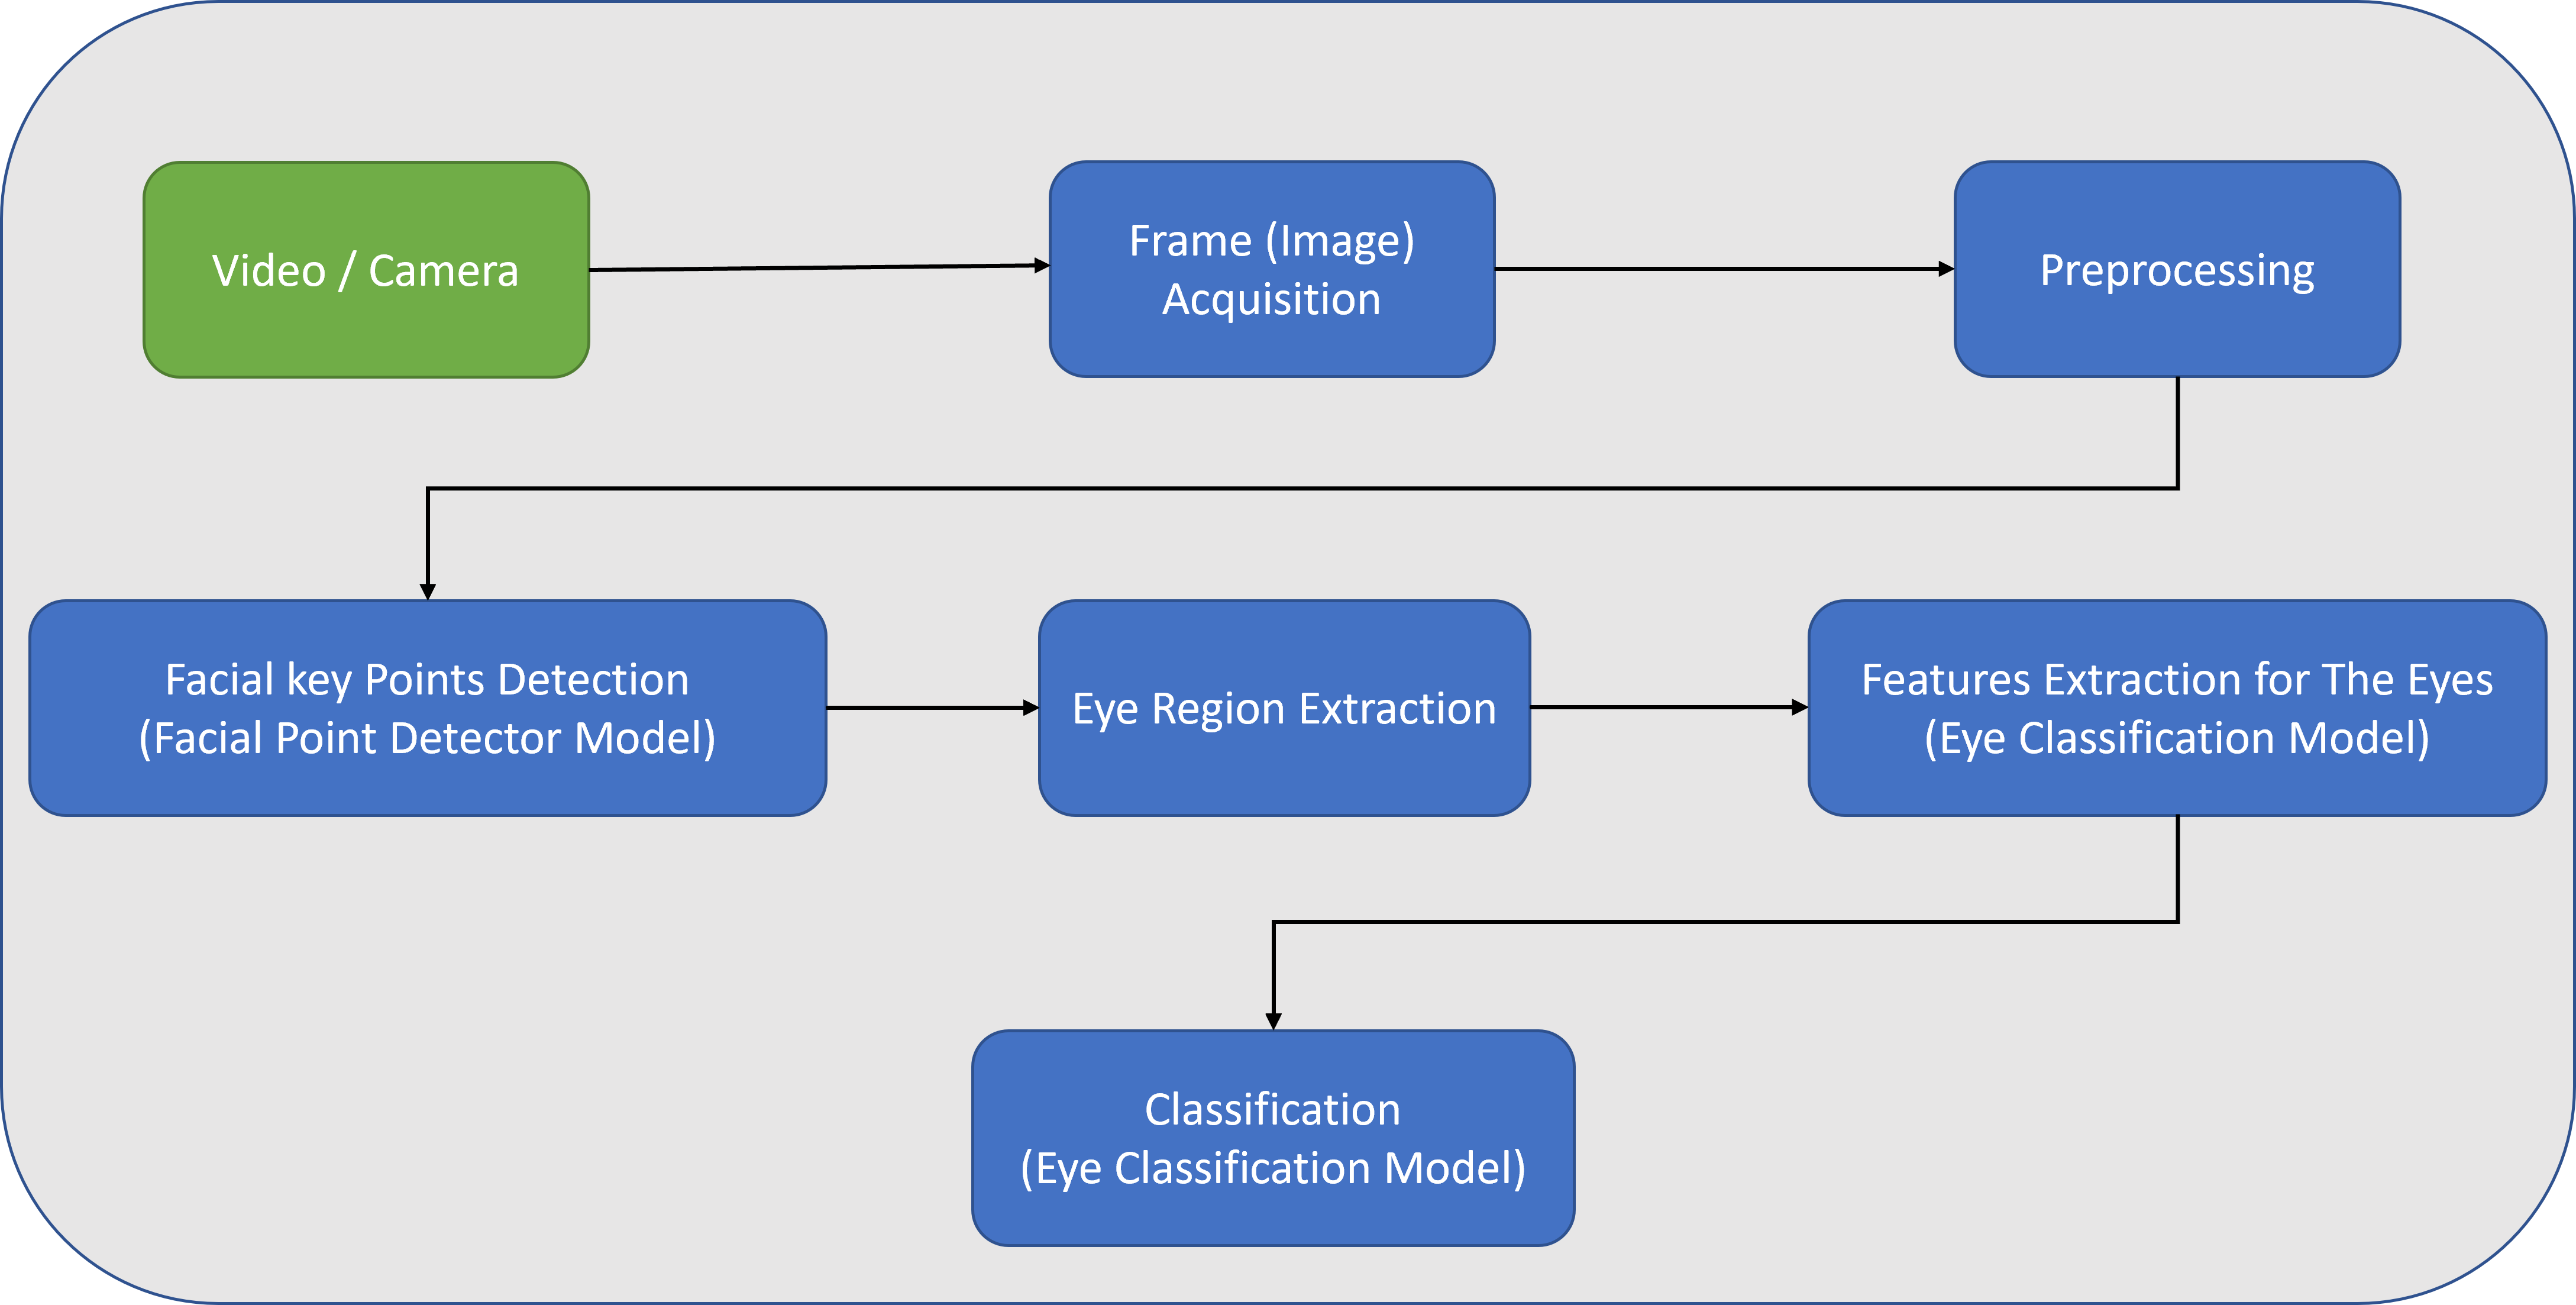 Video / Camera
Frame (Image)
Acquisition
Preprocessing
Facial key Points Detection
(Facial Point Detector Model)
Eye Region Extraction
Features Extraction for The Eyes
(Eye Classification Model)
Classification
(Eye Classification Model)